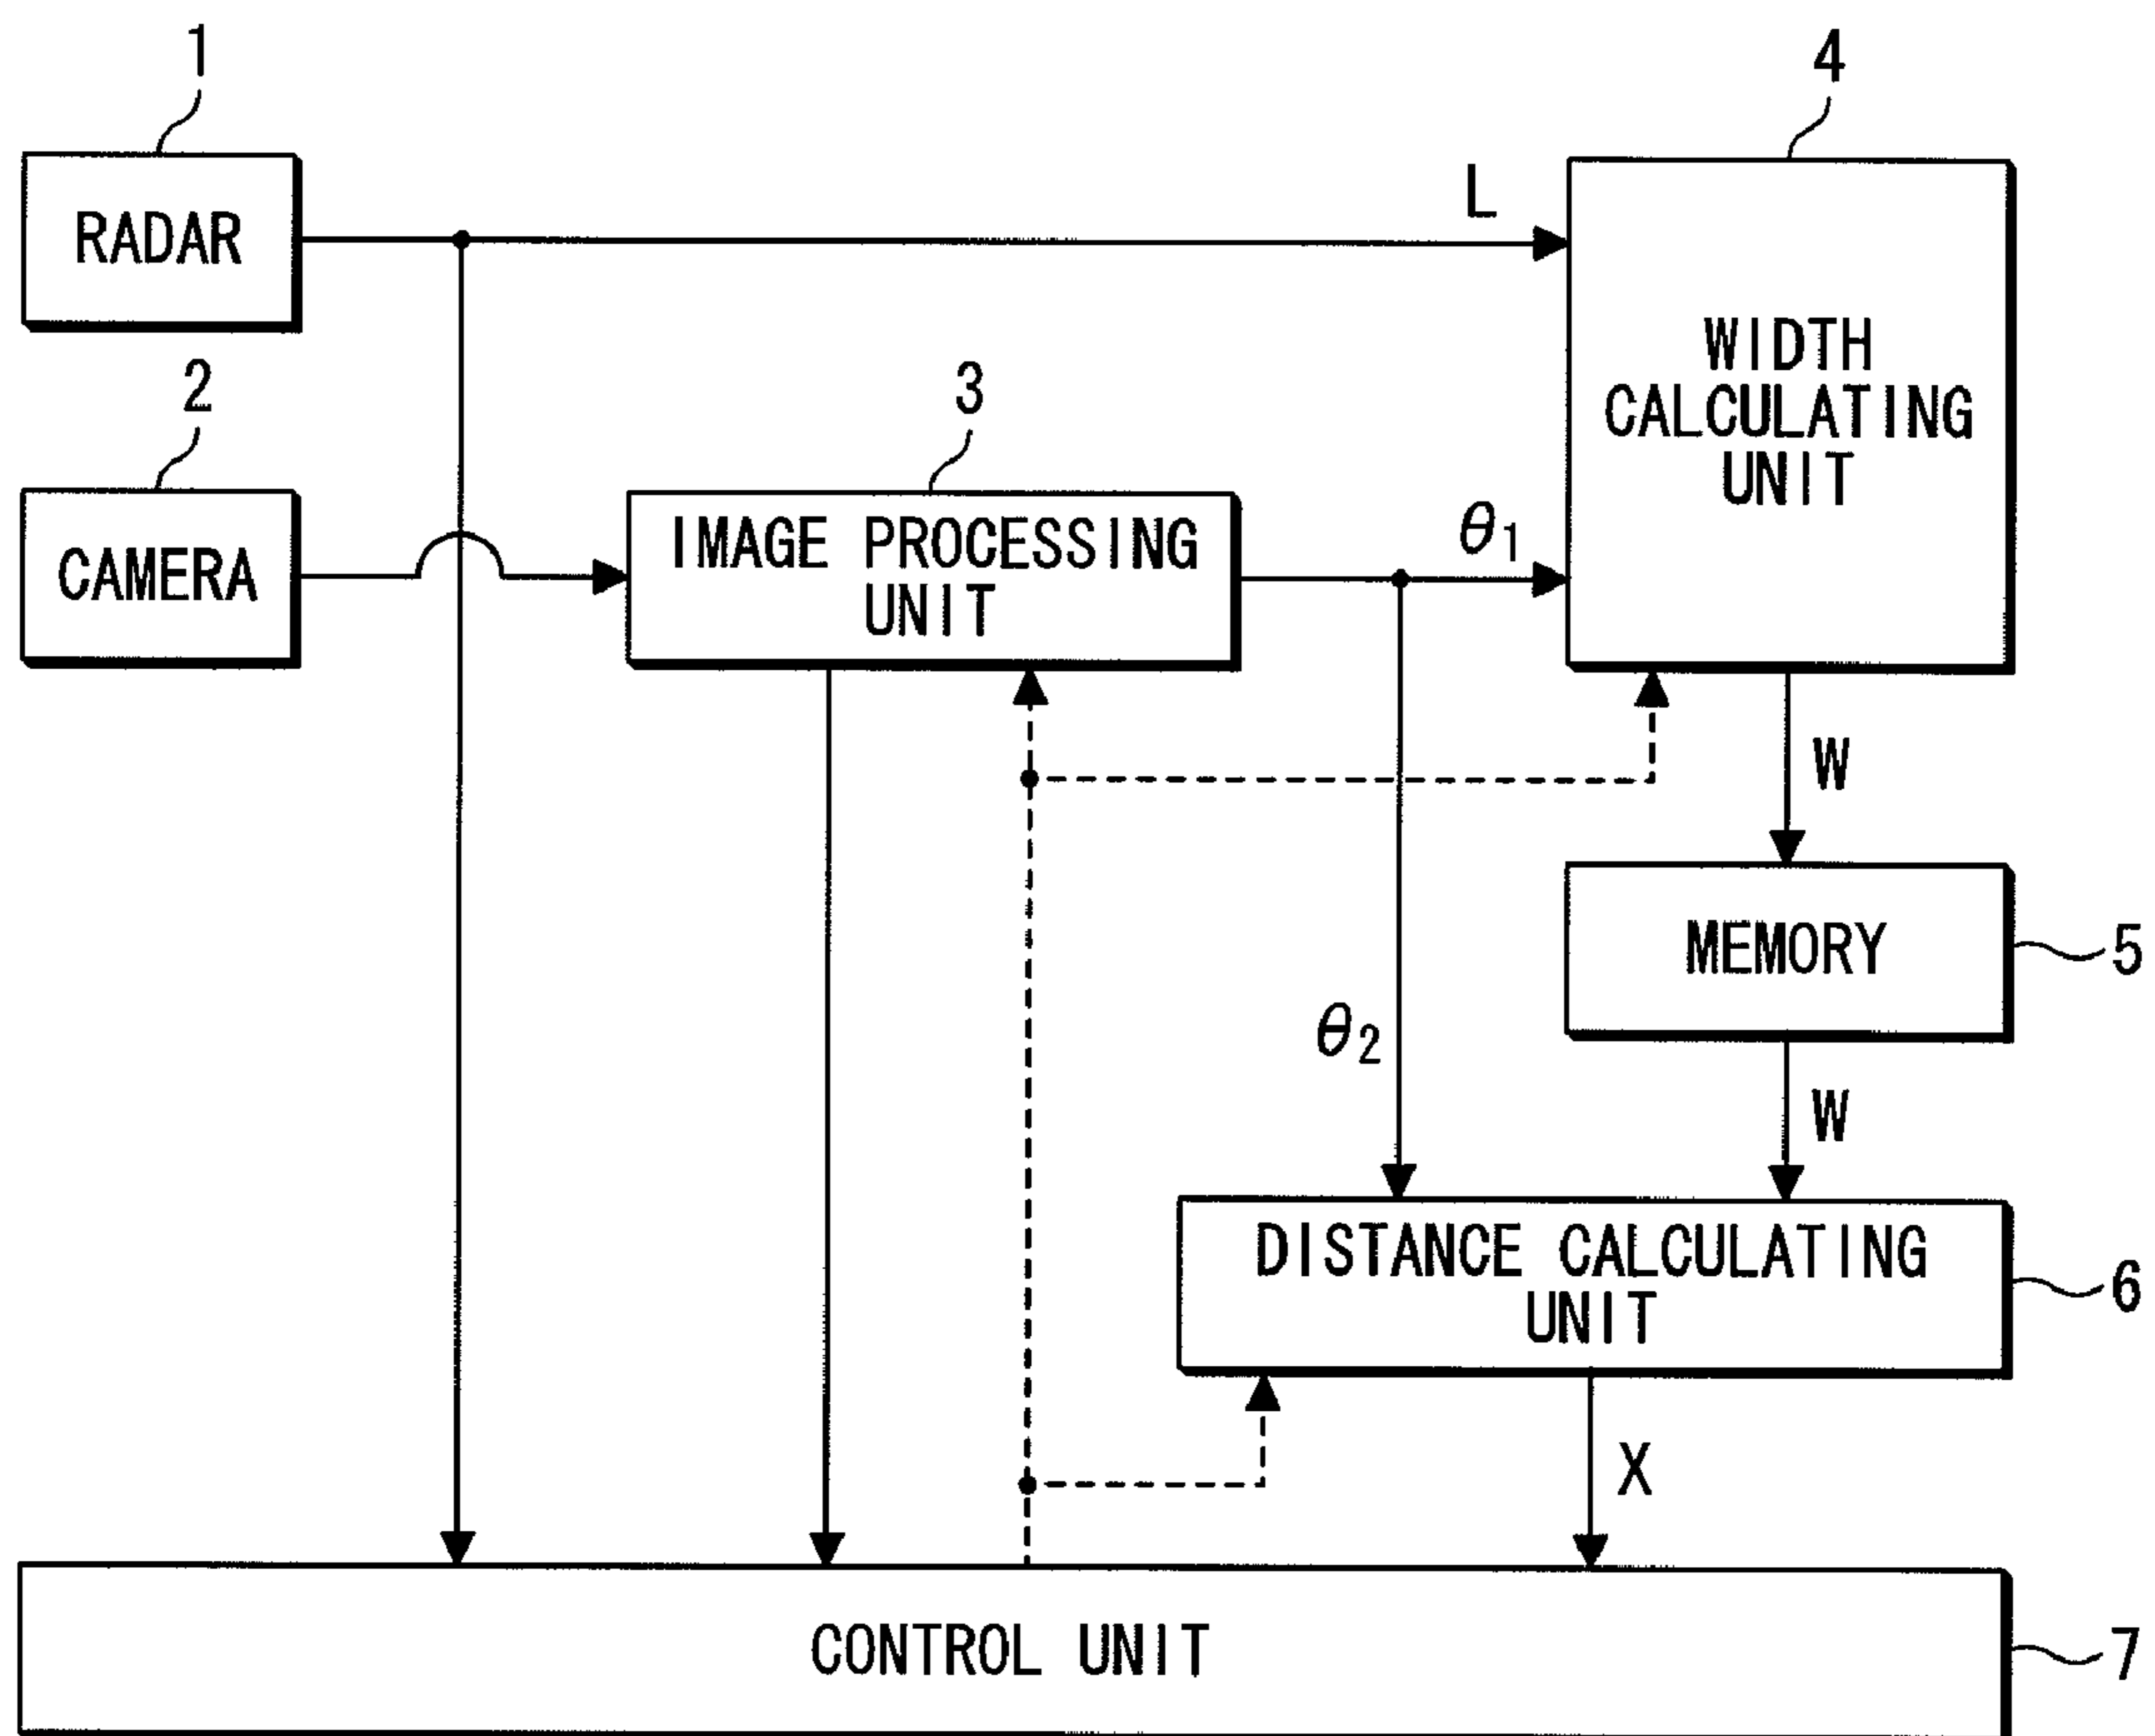 1
4
RADAR
L
WIDTH
CALCULATING
UNIT
2
3
CAMERA
IMAGE PROCESSING
UNIT
θ1
W
MEMORY
5
θ2
W
DISTANCE CALCULATING
UNIT
6
X
CONTROL UNIT
7